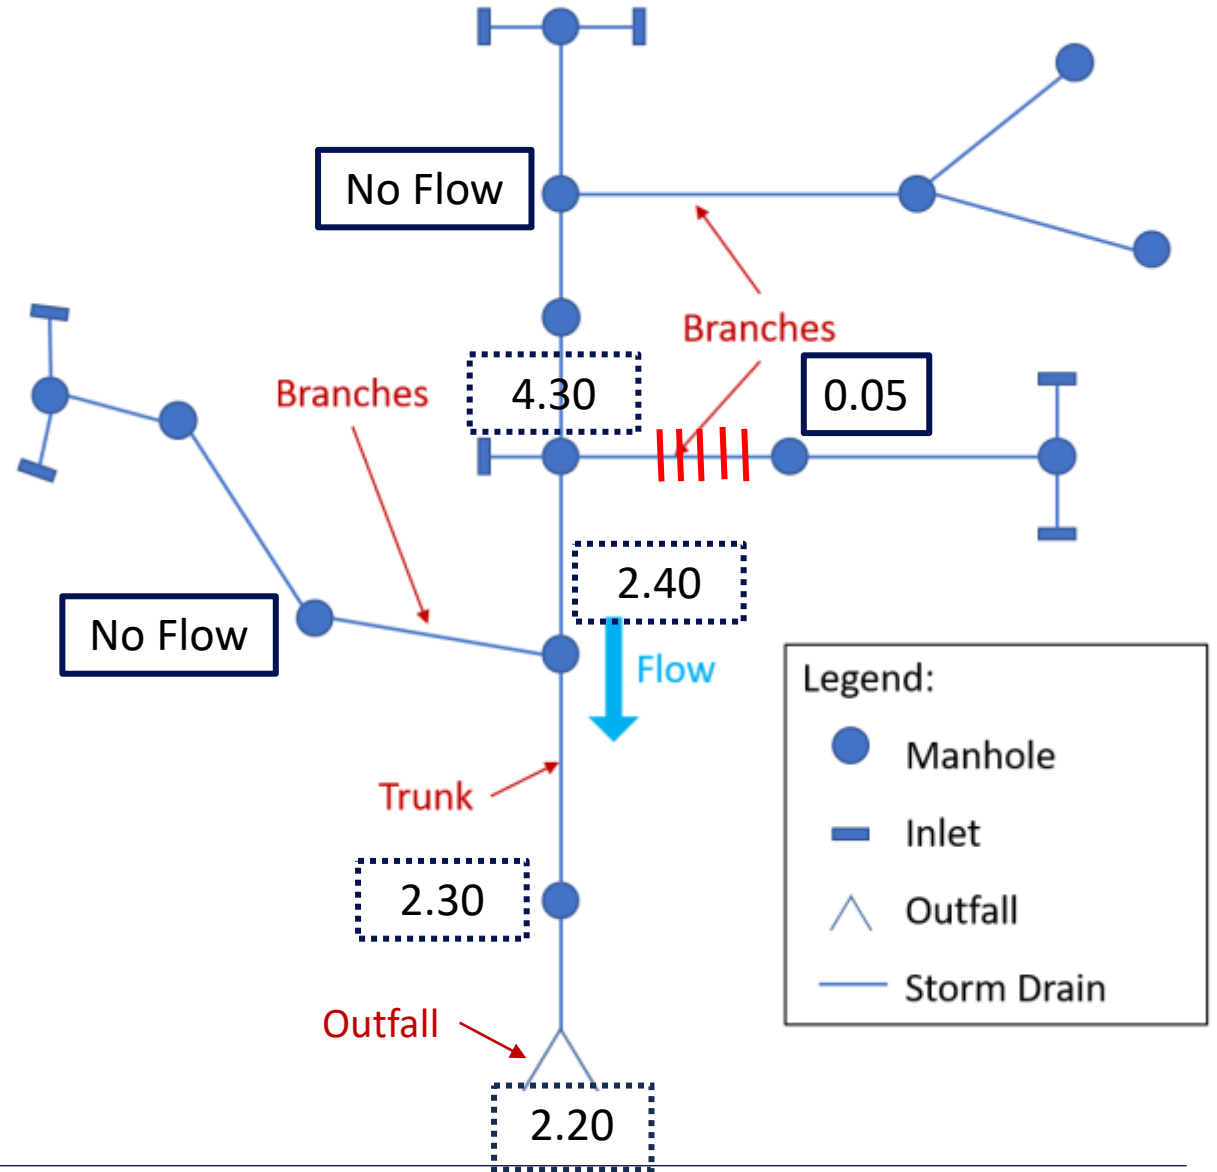 No Flow
Branches
Branches
4.30
0.05
2.40
No Flow
Flow
Legend:
Manhole
Trunk
Inlet
2.30
Outfall
Storm Drain
Outfall
2.20